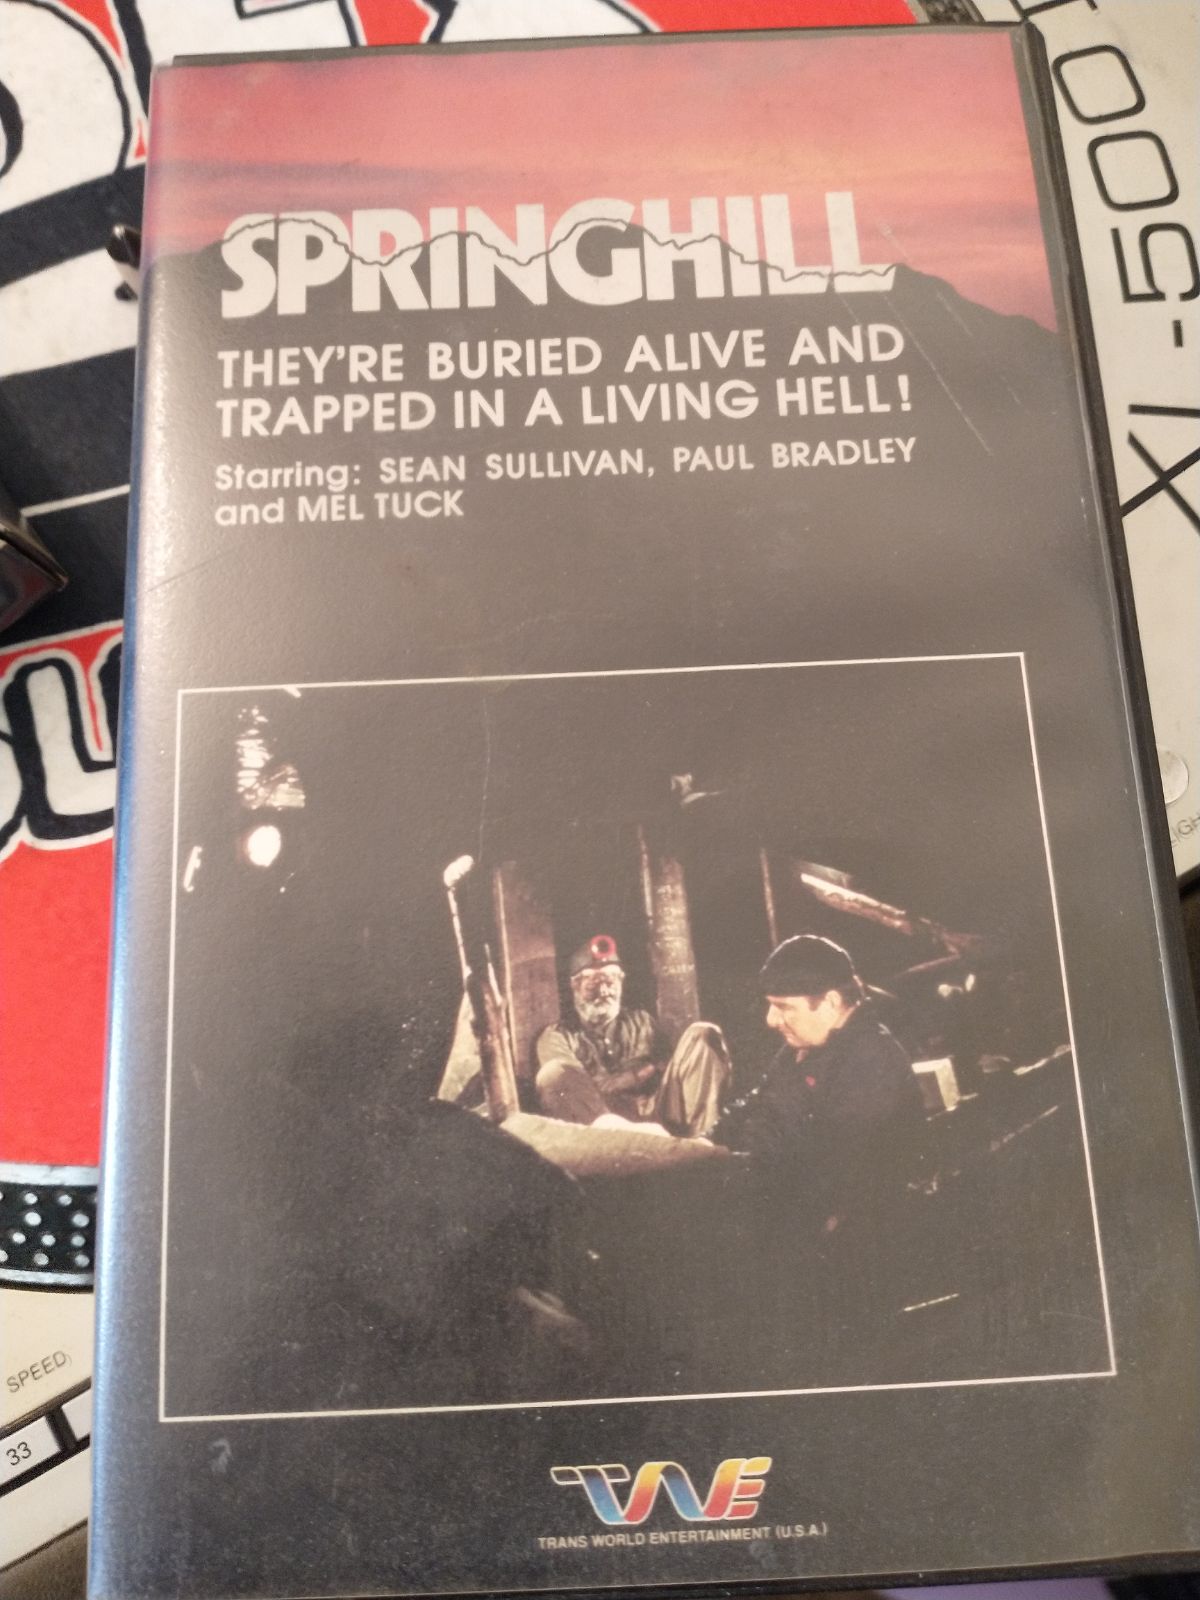 SPRINGHILL
THEY'RE BURIED ALIVE AND
TRAPPED IN A LIVING HELL!
Starring: SEAN SULLIVAN, PAUL BRADLEY
and MEL TUCK
TWE
TRANS WORLD ENTERTAINMENT (U.S.A.)
SPEED
33
XL-500